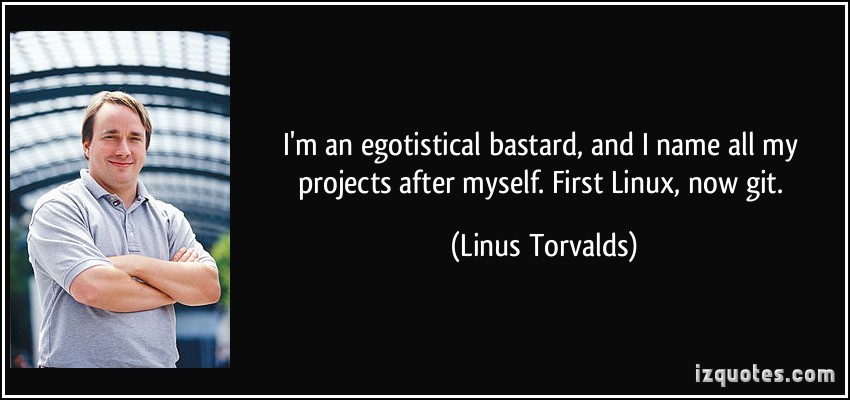 I'm an egotistical bastard, and I name all my
projects after myself. First Linux, now git.
(Linus Torvalds)
izquotes.com